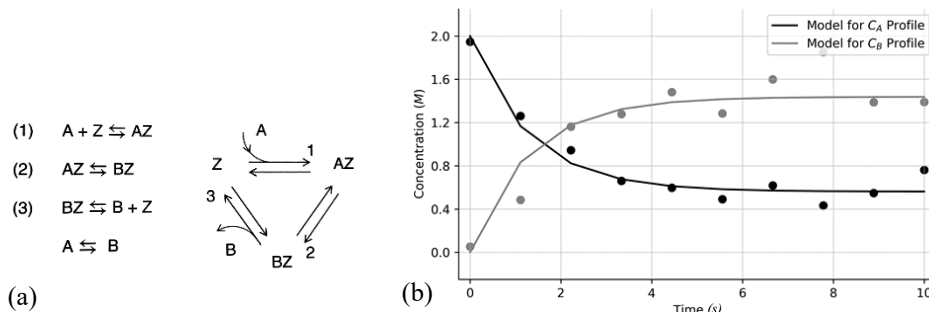 (1) A + Z ⇆ AZ
(2) AZ ⇆ BZ
(3) BZ ⇆ B + Z
A ⇆ B
A
1
Z
AZ
3
B
BZ
2
(a)
(b)
Model for C_A Profile
Model for C_B Profile
Concentration (M)
2.0
1.6
1.2
0.8
0.4
0.0
0
2
4
6
8
10
Time (s)